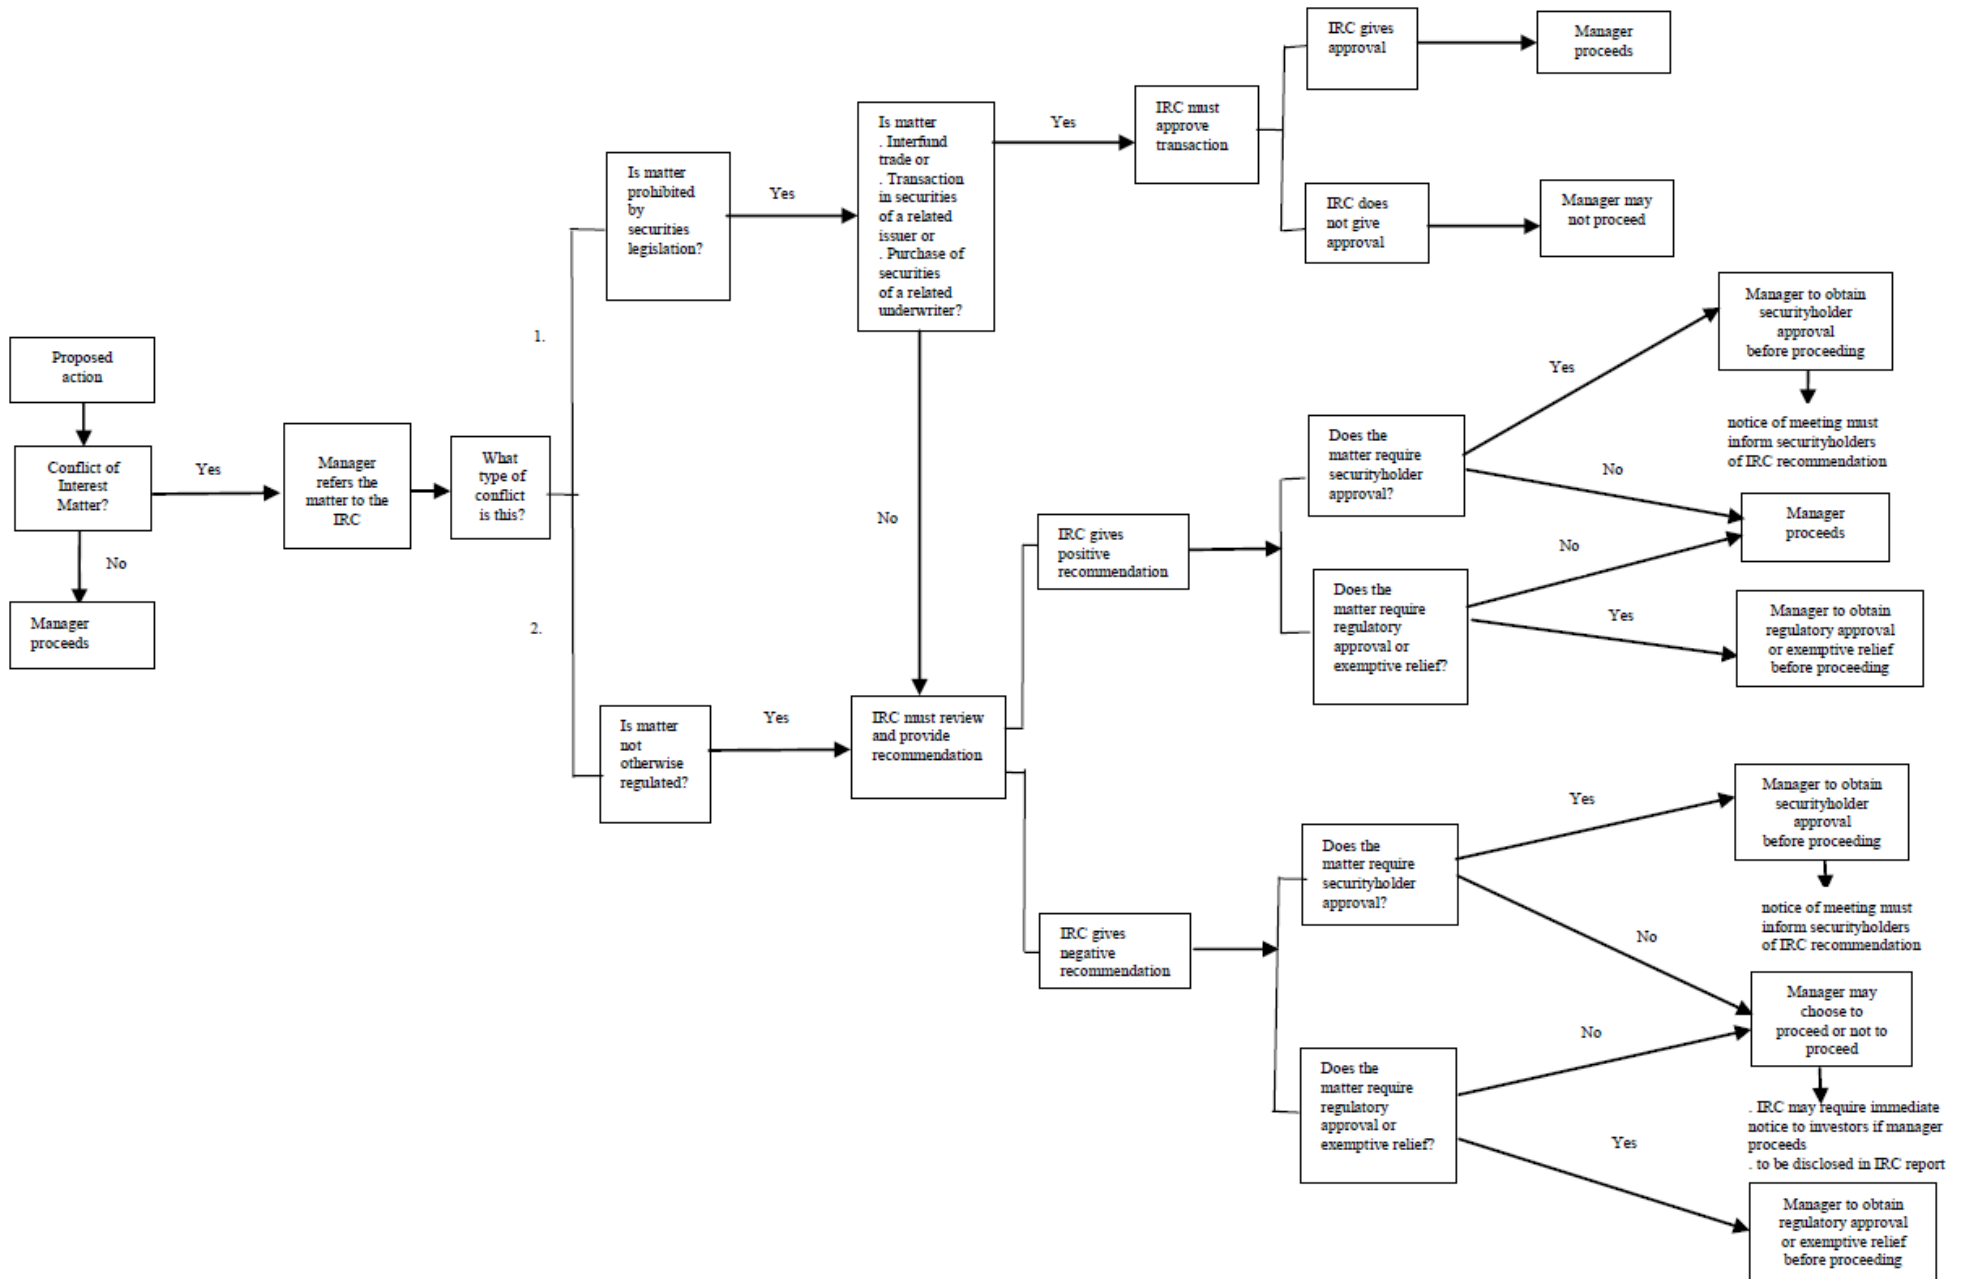 Proposed
action
Conflict of
Interest
Matter?
Yes
No
Manager
proceeds
Manager
refers the
matter to the
IRC
What
type of
conflict
is this?
1.
2.
Is matter
prohibited
by
securities
legislation?
Yes
Is matter
. Interfund
trade or
. Transaction
in securities
of a related
issuer or
. Purchase of
securities
of a related
underwriter?
Yes
No
IRC must
approve
transaction
IRC gives
approval
Manager
proceeds
IRC does
not give
approval
Manager may
not proceed
Is matter
not
otherwise
regulated?
Yes
IRC must review
and provide
recommendation
IRC gives
positive
recommendation
Does the
matter require
securityholder
approval?
Yes
Manager to obtain
securityholder
approval
before proceeding
notice of meeting must
inform securityholders
of IRC recommendation
No
Manager
proceeds
No
Does the
matter require
regulatory
approval or
exemptive relief?
Yes
Manager to obtain
regulatory approval
or exemptive relief
before proceeding
IRC gives
negative
recommendation
Does the
matter require
securityholder
approval?
Yes
Manager to obtain
securityholder
approval
before proceeding
notice of meeting must
inform securityholders
of IRC recommendation
No
Manager may
choose to
proceed or not to
proceed
No
. IRC may require immediate
notice to investors if manager
proceeds
. to be disclosed in IRC report
Does the
matter require
regulatory
approval or
exemptive relief?
Yes
Manager to obtain
regulatory approval
or exemptive relief
before proceeding